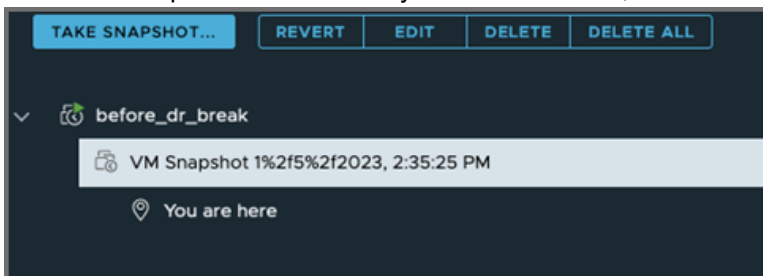 TAKE SNAPSHOT... REVERT EDIT DELETE DELETE ALL
before_dr_break
VM Snapshot 1%2f5%2f2023, 2:35:25 PM
You are here